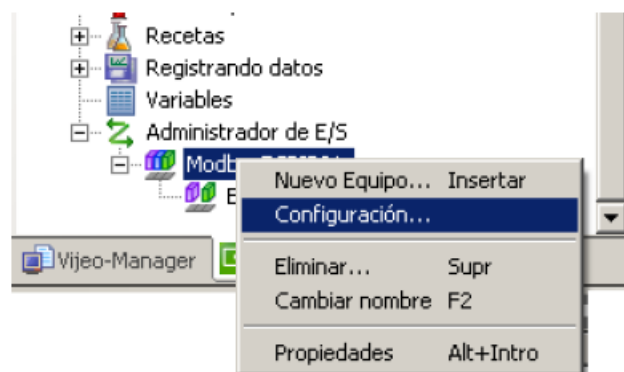 Recetas
Registrando datos
Variables
Administrador de E/S
Nuevo Equipo... Insertar
Configuración...
Vijeo-Manager
Eliminar... Supr
Cambiar nombre F2
Propiedades Alt+Intro